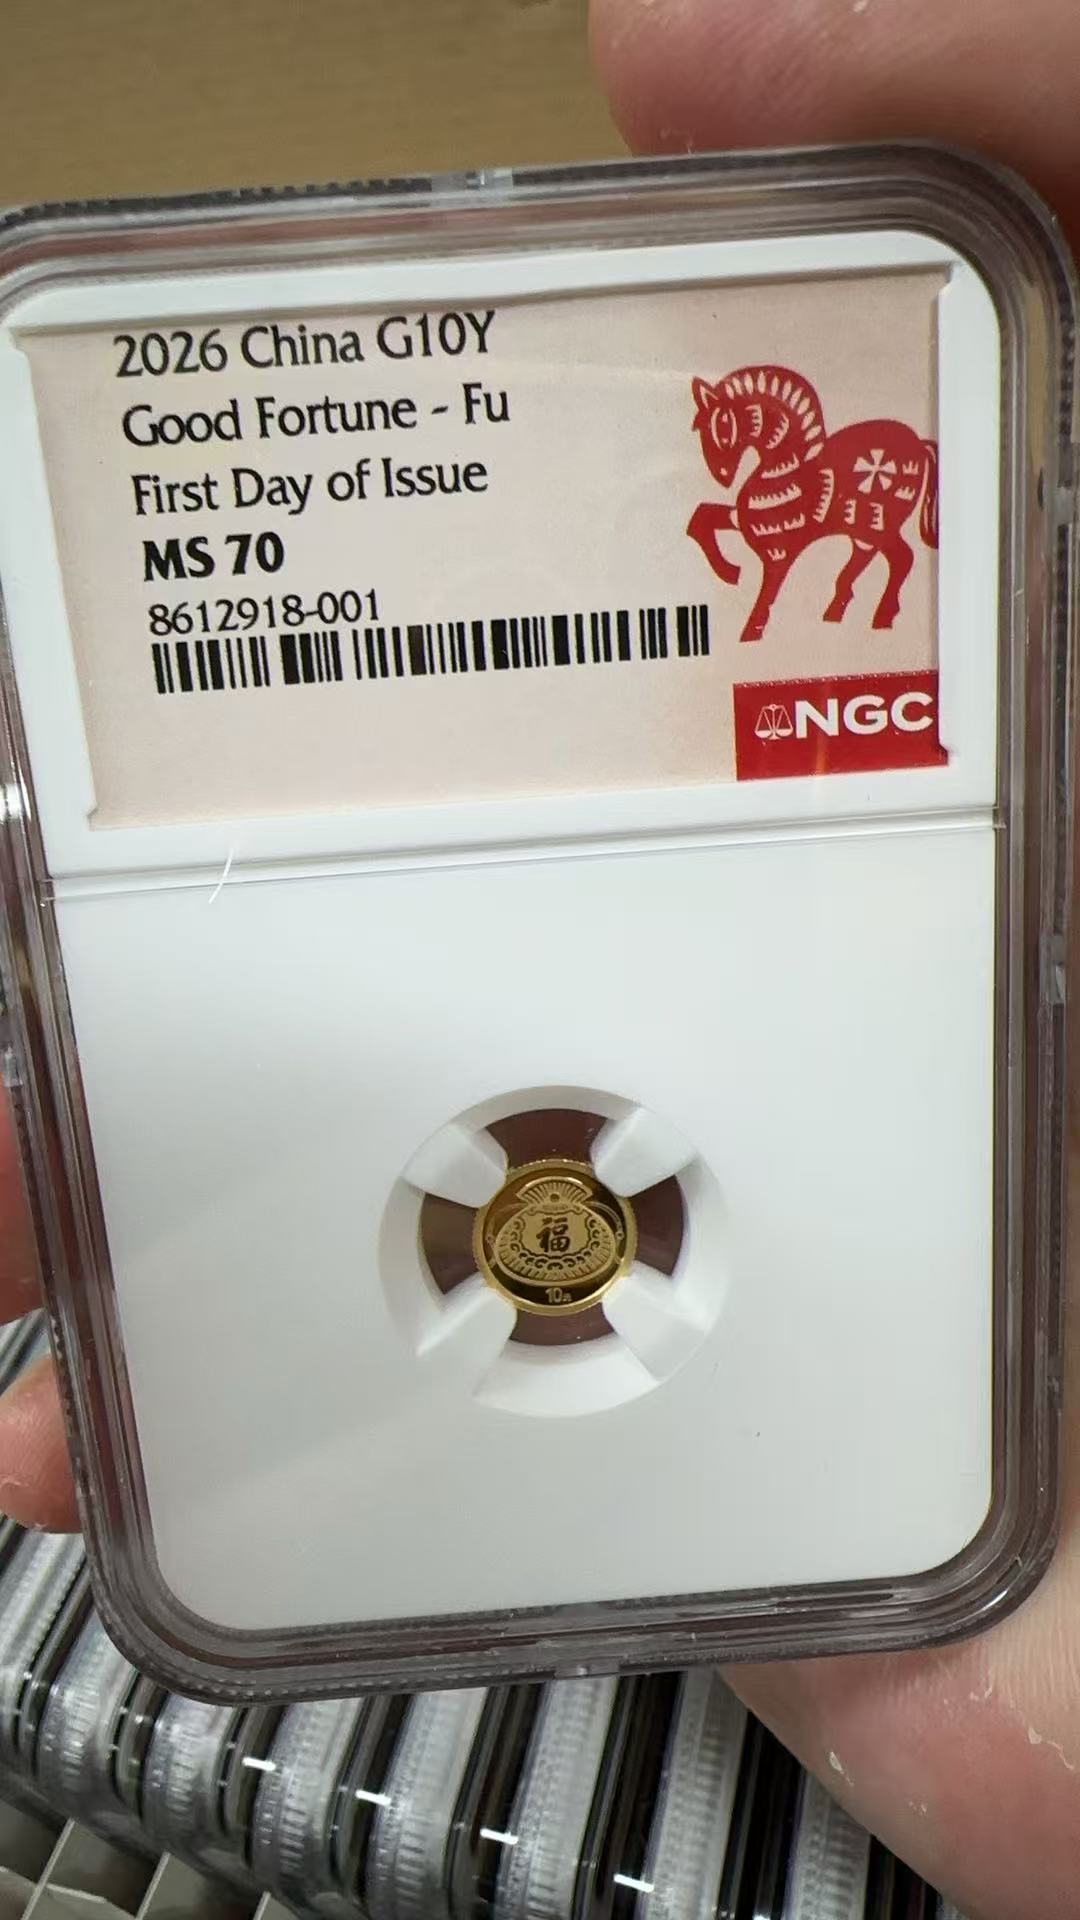 2026 China G10Y
Good Fortune - Fu
First Day of Issue
MS 70
8612918-001
NGC
福
10元